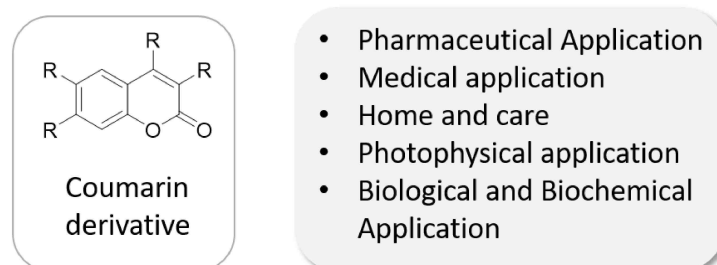 R
R
R
R
O
O
Coumarin
derivative
• Pharmaceutical Application
• Medical application
• Home and care
• Photophysical application
• Biological and Biochemical
Application